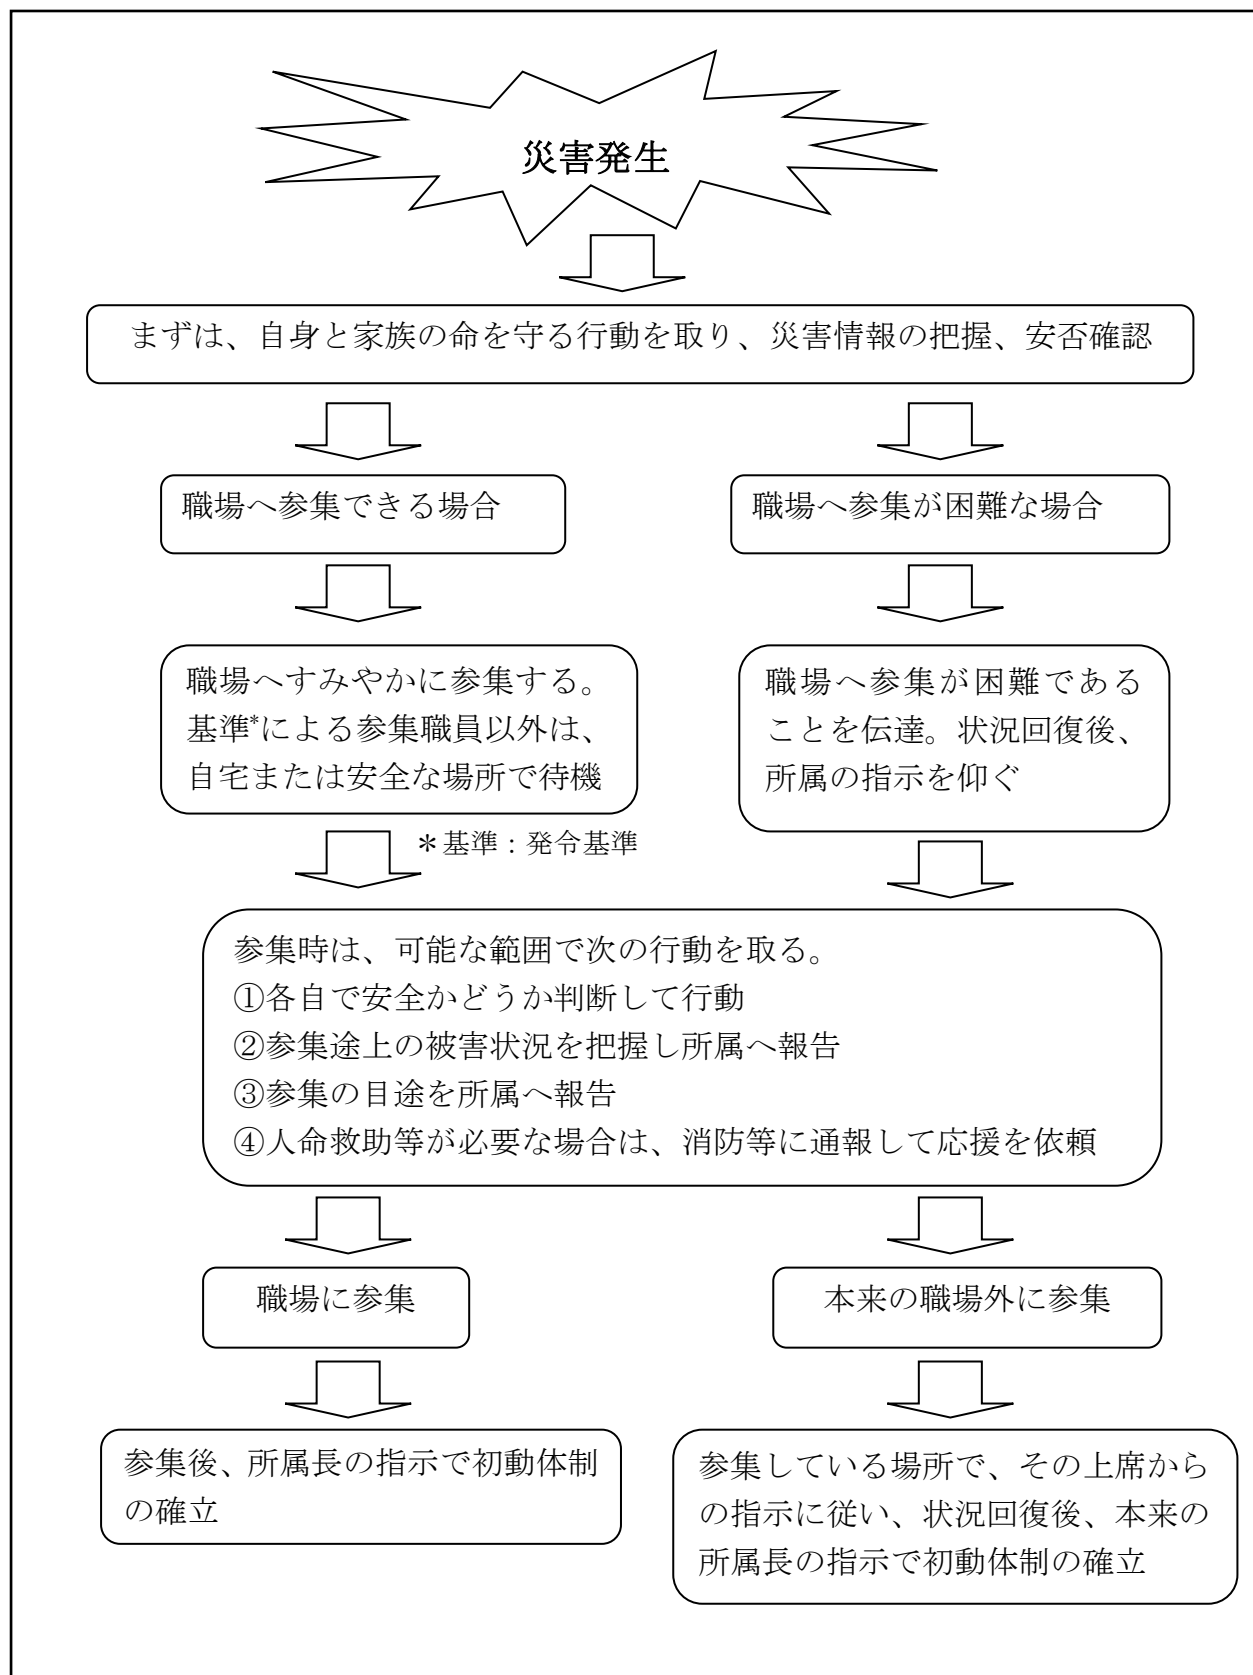 災害発生
まずは、自身と家族の命を守る行動を取り、災害情報の把握、安否確認
職場へ参集できる場合
職場へ参集が困難な場合
職場へすみやかに参集する。
基準*による参集職員以外は、
自宅または安全な場所で待機
職場へ参集が困難である
ことを伝達。状況回復後、
所属の指示を仰ぐ
＊基準：発令基準
参集時は、可能な範囲で次の行動を取る。
①各自で安全かどうか判断して行動
②参集途上の被害状況を把握し所属へ報告
③参集の目途を所属へ報告
④人命救助等が必要な場合は、消防等に通報して応援を依頼
職場に参集
本来の職場外に参集
参集後、所属長の指示で初動体制
の確立
参集している場所で、その上席から
の指示に従い、状況回復後、本来の
所属長の指示で初動体制の確立